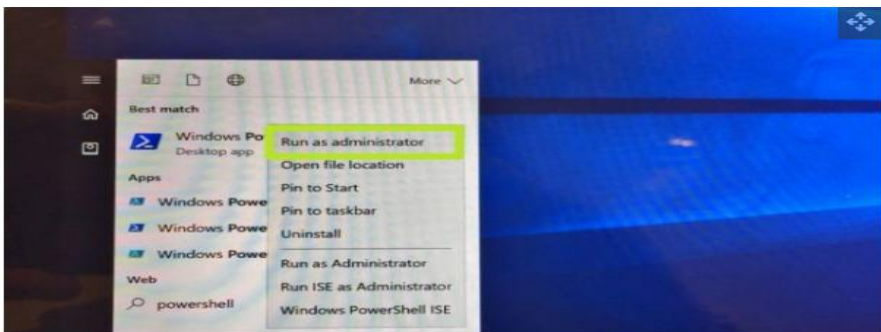 More
Best match
Windows Po
Desktop app
Apps
Windows Powe
Windows Powe
Windows Powe
Web
powershell
Run as administrator
Open file location
Pin to Start
Pin to taskbar
Uninstall
Run as Administrator
Run ISE as Administrator
Windows PowerShell ISE